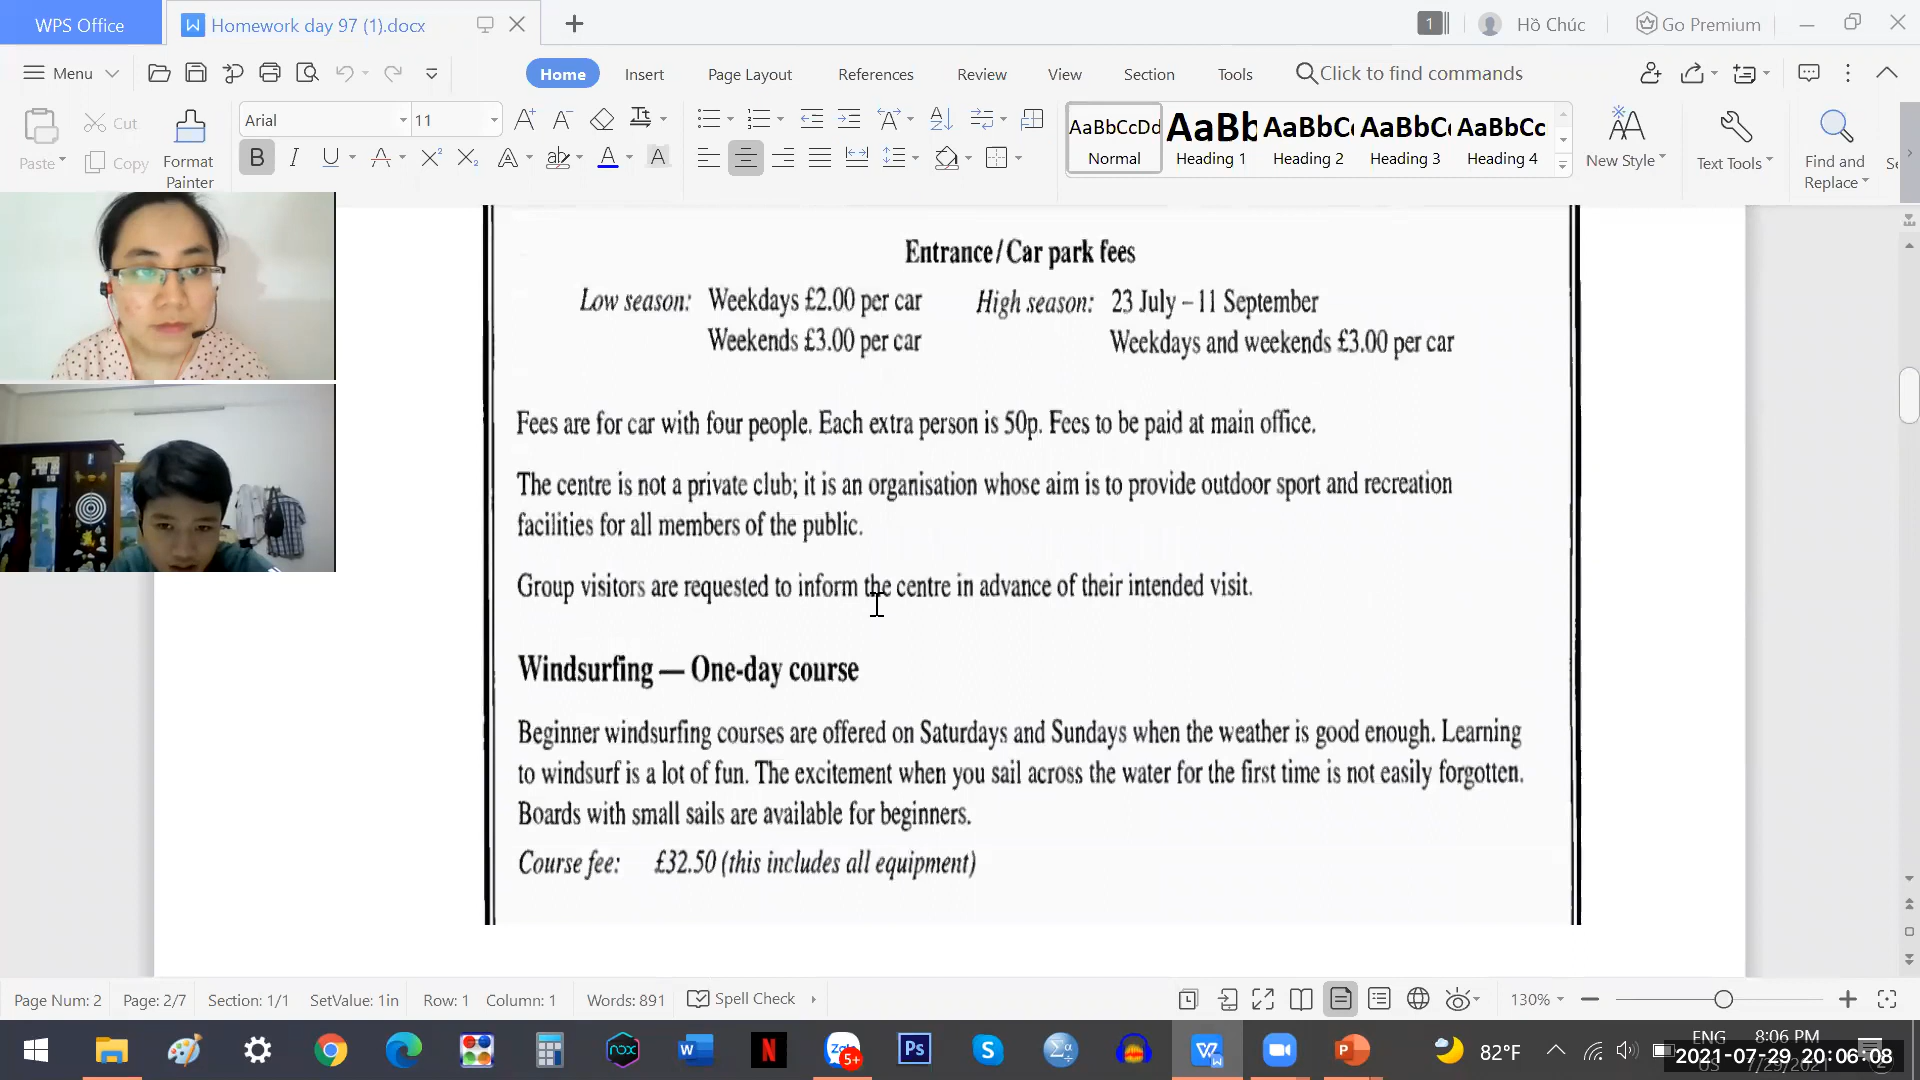 WPS Office
Homework day 97 (1).docx
1
Hồ Chúc
Go Premium
Menu
Home
Insert
Page Layout
References
Review
View
Section
Tools
Click to find commands
Paste
Cut
Copy
Format
Painter
Arial
11
AaBbCcDd
Normal
AaBb
Heading 1
AaBbC
Heading 2
AaBbC
Heading 3
AaBbCc
Heading 4
New Style
Text Tools
Find and
Replace
Entrance/Car park fees
Low season: Weekdays £2.00 per car High season: 23 July – 11 September
Weekends £3.00 per car Weekdays and weekends £3.00 per car
Fees are for car with four people. Each extra person is 50p. Fees to be paid at main office.
The centre is not a private club; it is an organisation whose aim is to provide outdoor sport and recreation
facilities for all members of the public.
Group visitors are requested to inform the centre in advance of their intended visit.
Windsurfing — One-day course
Beginner windsurfing courses are offered on Saturdays and Sundays when the weather is good enough. Learning
to windsurf is a lot of fun. The excitement when you sail across the water for the first time is not easily forgotten.
Boards with small sails are available for beginners.
Course fee: £32.50 (this includes all equipment)
Page Num: 2 Page: 2/7 Section: 1/1 SetValue: 1in Row: 1 Column: 1 Words: 891 Spell Check
130%
82°F
ENG
8:06 PM
2021-07-29 20:06:08